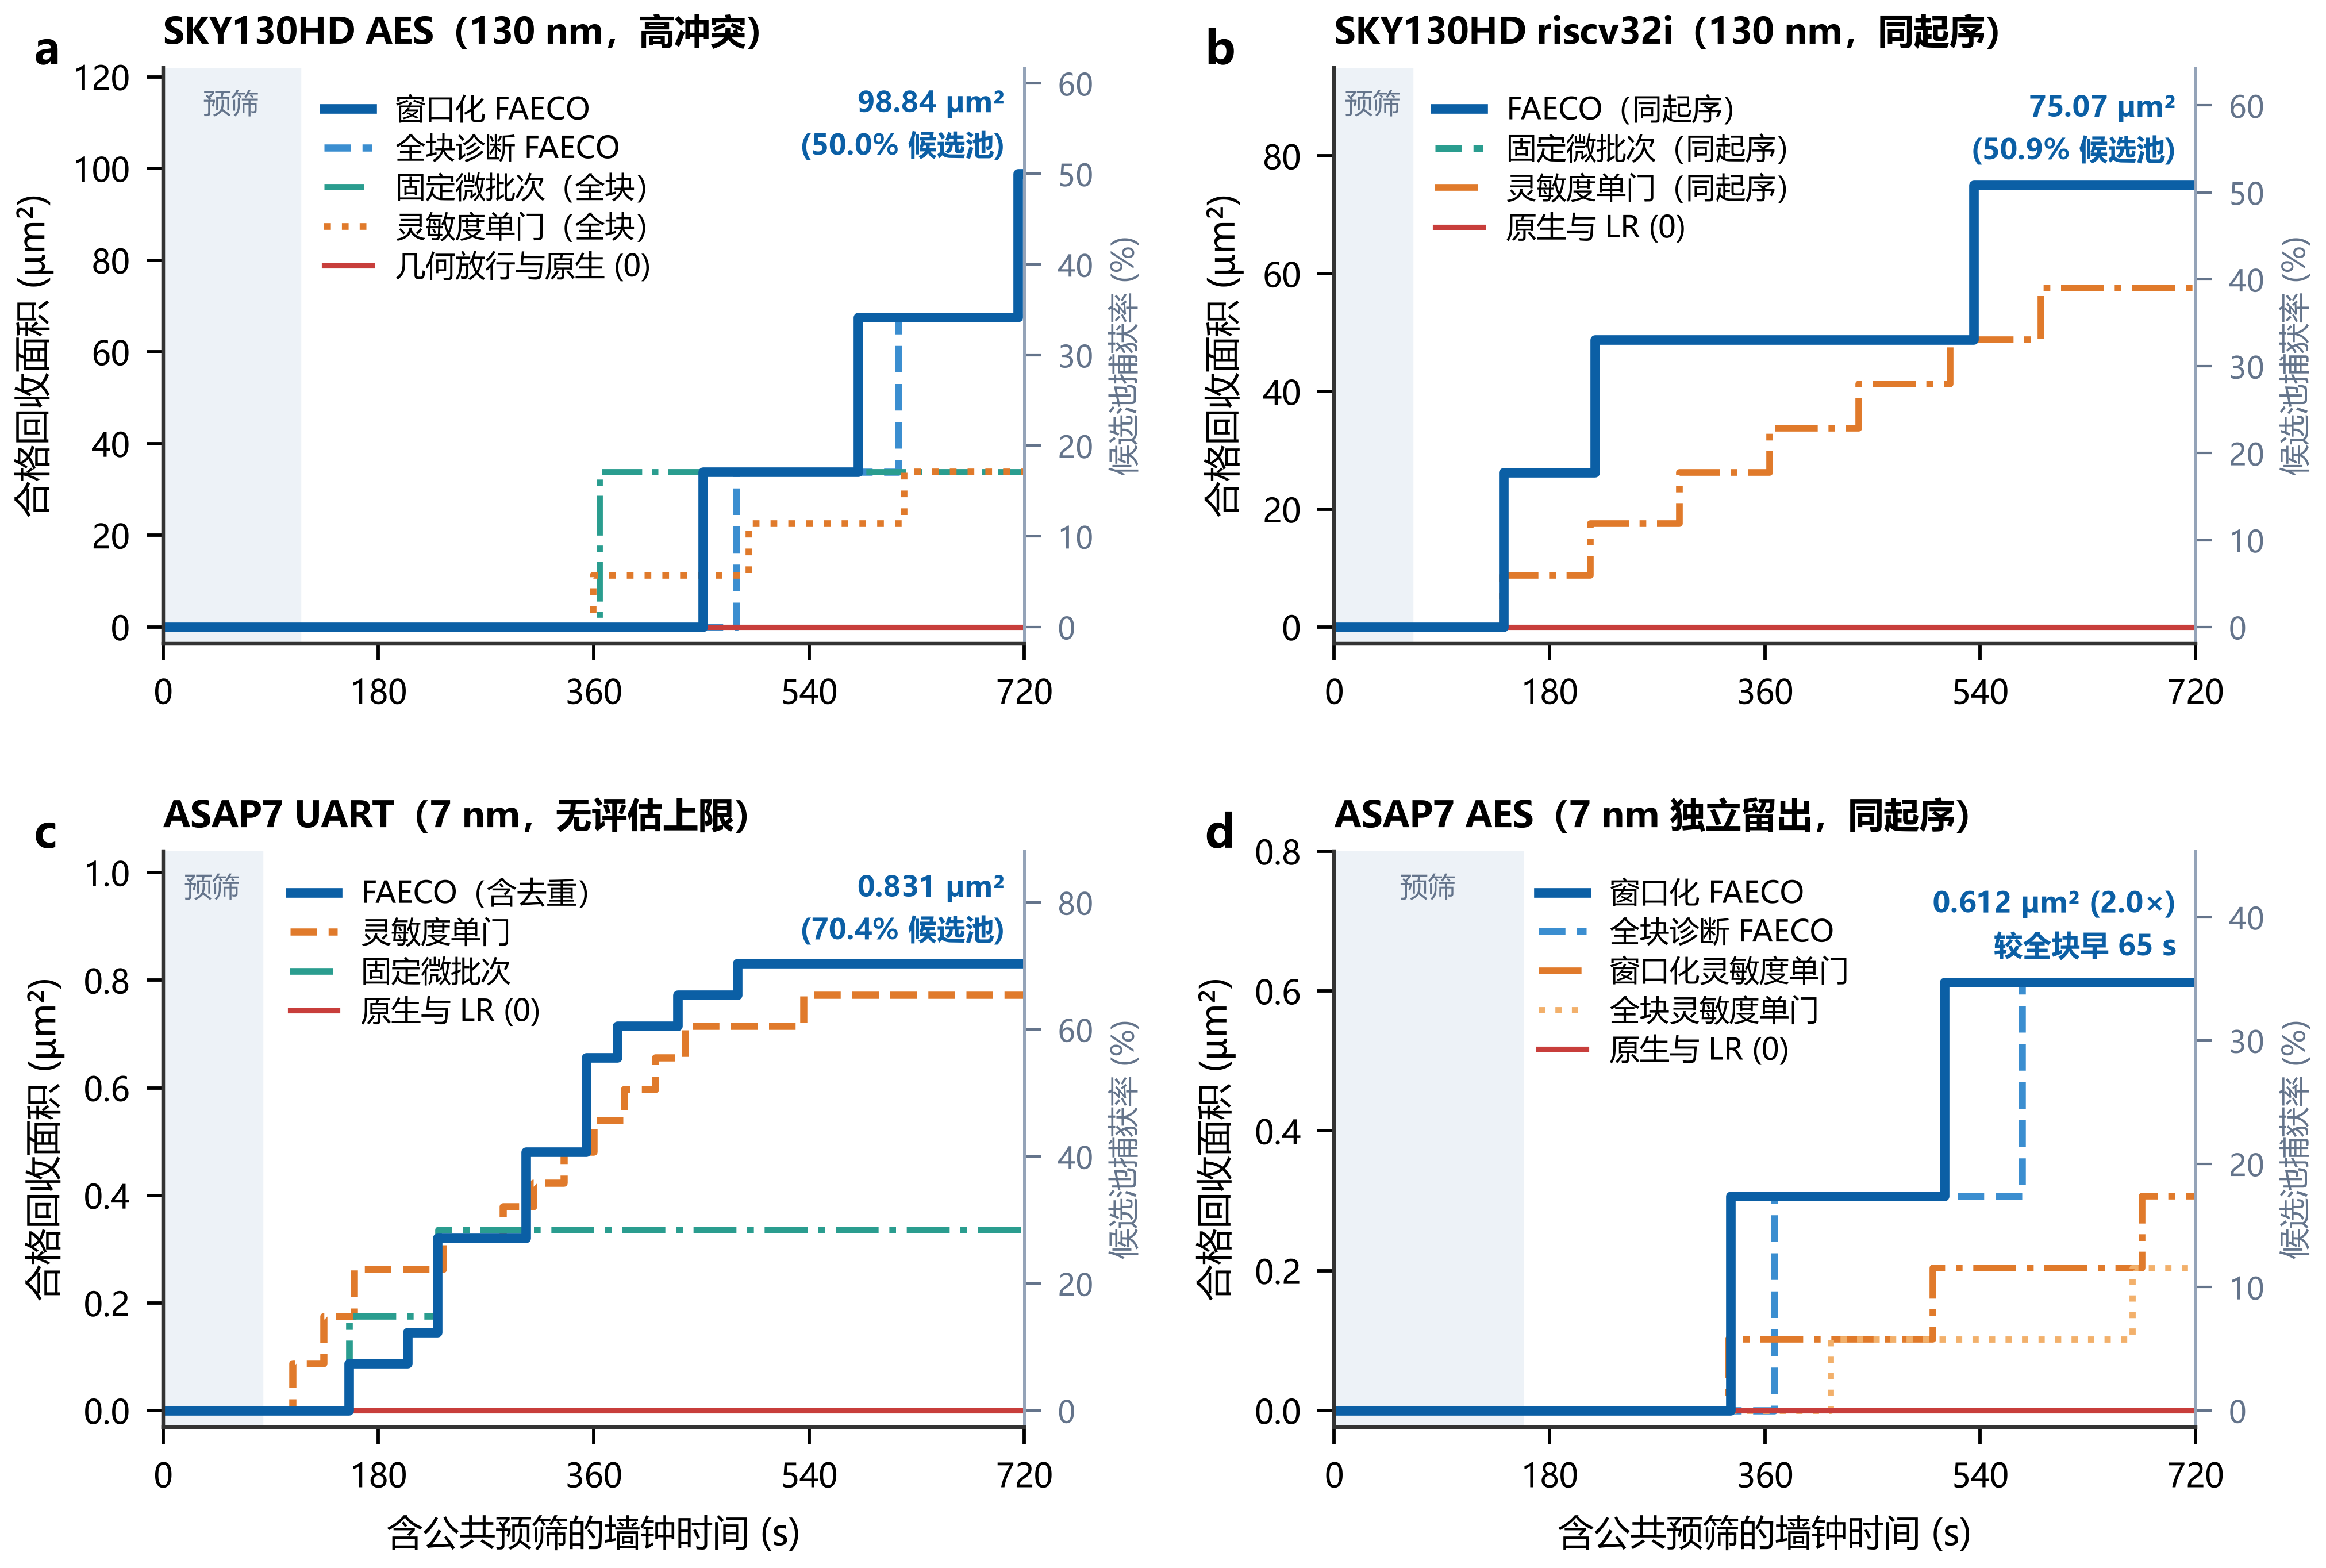 a
SKY130HD AES（130 nm，高冲突）
预筛
窗口化 FAECO
全块诊断 FAECO
固定微批次（全块）
灵敏度单门（全块）
几何放行与原生 (0)
98.84 μm²
(50.0% 候选池)
合格回收面积 (μm²)
120
100
80
60
40
20
0
候选池捕获率 (%)
60
50
40
30
20
10
0
0 180 360 540 720
b
SKY130HD riscv32i（130 nm，同起序）
预筛
FAECO（同起序）
固定微批次（同起序）
灵敏度单门（同起序）
原生与 LR (0)
75.07 μm²
(50.9% 候选池)
合格回收面积 (μm²)
80
60
40
20
0
候选池捕获率 (%)
60
50
40
30
20
10
0
0 180 360 540 720
c
ASAP7 UART（7 nm，无评估上限）
预筛
FAECO（含去重）
灵敏度单门
固定微批次
原生与 LR (0)
0.831 μm²
(70.4% 候选池)
合格回收面积 (μm²)
1.0
0.8
0.6
0.4
0.2
0.0
候选池捕获率 (%)
80
60
40
20
0
0 180 360 540 720
含公共预筛的墙钟时间 (s)
d
ASAP7 AES（7 nm 独立留出，同起序）
预筛
窗口化 FAECO
全块诊断 FAECO
窗口化灵敏度单门
全块灵敏度单门
原生与 LR (0)
0.612 μm² (2.0×)
较全块早 65 s
合格回收面积 (μm²)
0.8
0.6
0.4
0.2
0.0
候选池捕获率 (%)
40
30
20
10
0
0 180 360 540 720
含公共预筛的墙钟时间 (s)